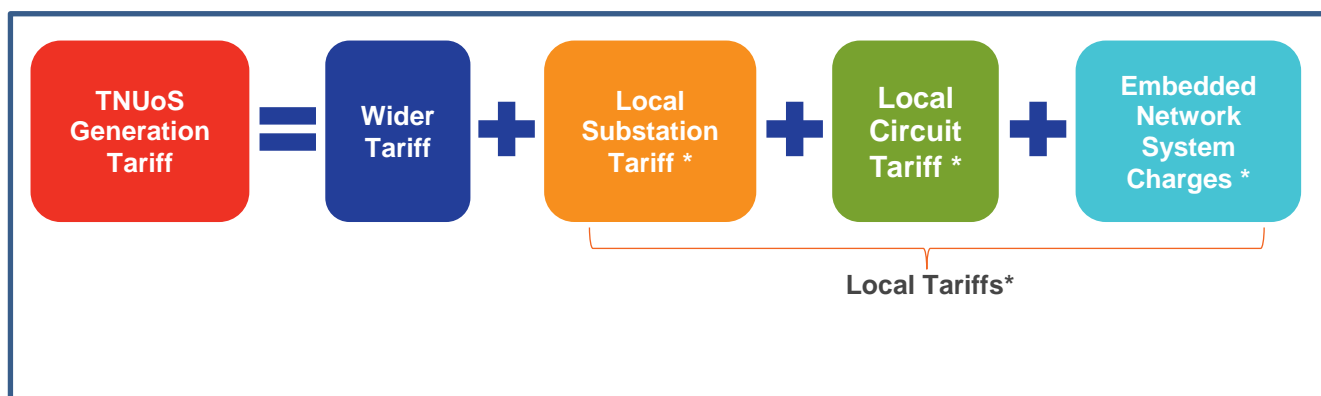 TNUoS
Generation
Tariff
Wider
Tariff
Local
Substation
Tariff *
Local
Circuit
Tariff *
Embedded
Network
System
Charges *
Local Tariffs*